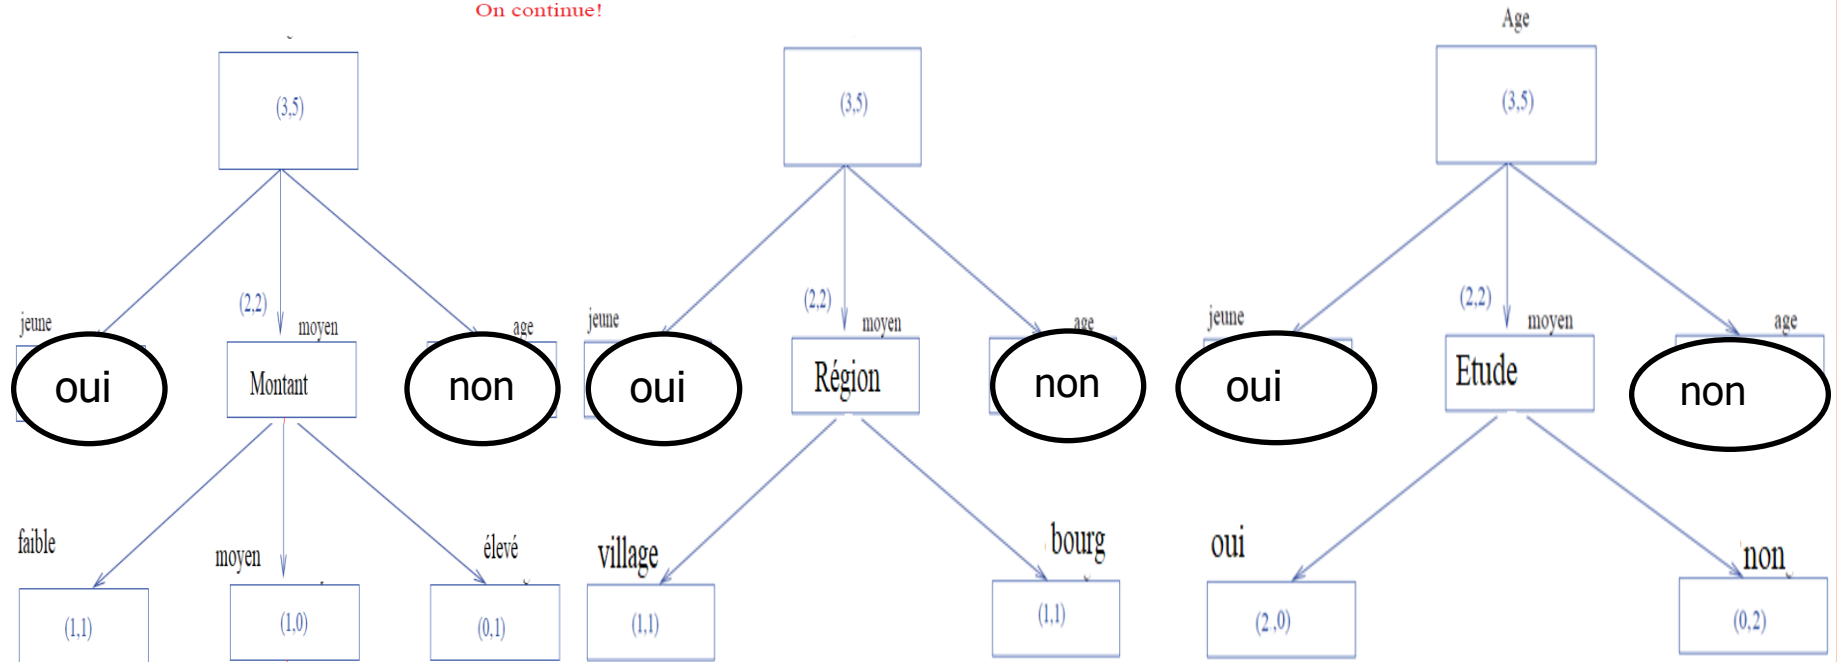 On continue!
Age
(3,5)
(3,5)
(3,5)
(2,2)
(2,2)
(2,2)
jeune
moyen
age
jeune
moyen
age
jeune
moyen
age
oui
Montant
non
oui
Région
non
oui
Etude
non
faible
moyen
élevé
village
bourg
oui
non
(1,1)
(1,0)
(0,1)
(1,1)
(1,1)
(2,0)
(0,2)